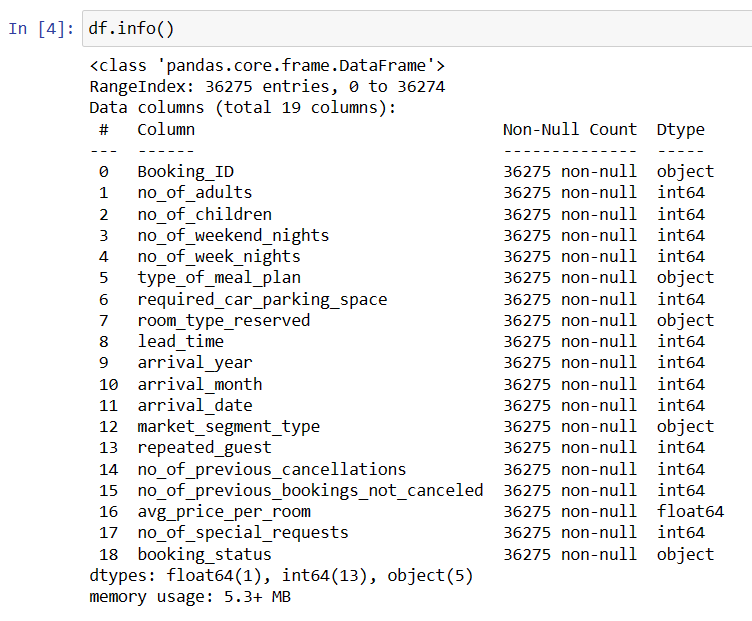 In [4]: df.info()
<class 'pandas.core.frame.DataFrame'>
RangeIndex: 36275 entries, 0 to 36274
Data columns (total 19 columns):
 #   Column                                Non-Null Count  Dtype
---  ------                                --------------  -----
 0   Booking_ID                            36275 non-null  object
 1   no_of_adults                          36275 non-null  int64
 2   no_of_children                        36275 non-null  int64
 3   no_of_weekend_nights                  36275 non-null  int64
 4   no_of_week_nights                     36275 non-null  int64
 5   type_of_meal_plan                     36275 non-null  object
 6   required_car_parking_space            36275 non-null  int64
 7   room_type_reserved                    36275 non-null  object
 8   lead_time                             36275 non-null  int64
 9   arrival_year                          36275 non-null  int64
 10  arrival_month                         36275 non-null  int64
 11  arrival_date                          36275 non-null  int64
 12  market_segment_type                   36275 non-null  object
 13  repeated_guest                        36275 non-null  int64
 14  no_of_previous_cancellations          36275 non-null  int64
 15  no_of_previous_bookings_not_canceled  36275 non-null  int64
 16  avg_price_per_room                    36275 non-null  float64
 17  no_of_special_requests                36275 non-null  int64
 18  booking_status                        36275 non-null  object
dtypes: float64(1), int64(13), object(5)
memory usage: 5.3+ MB